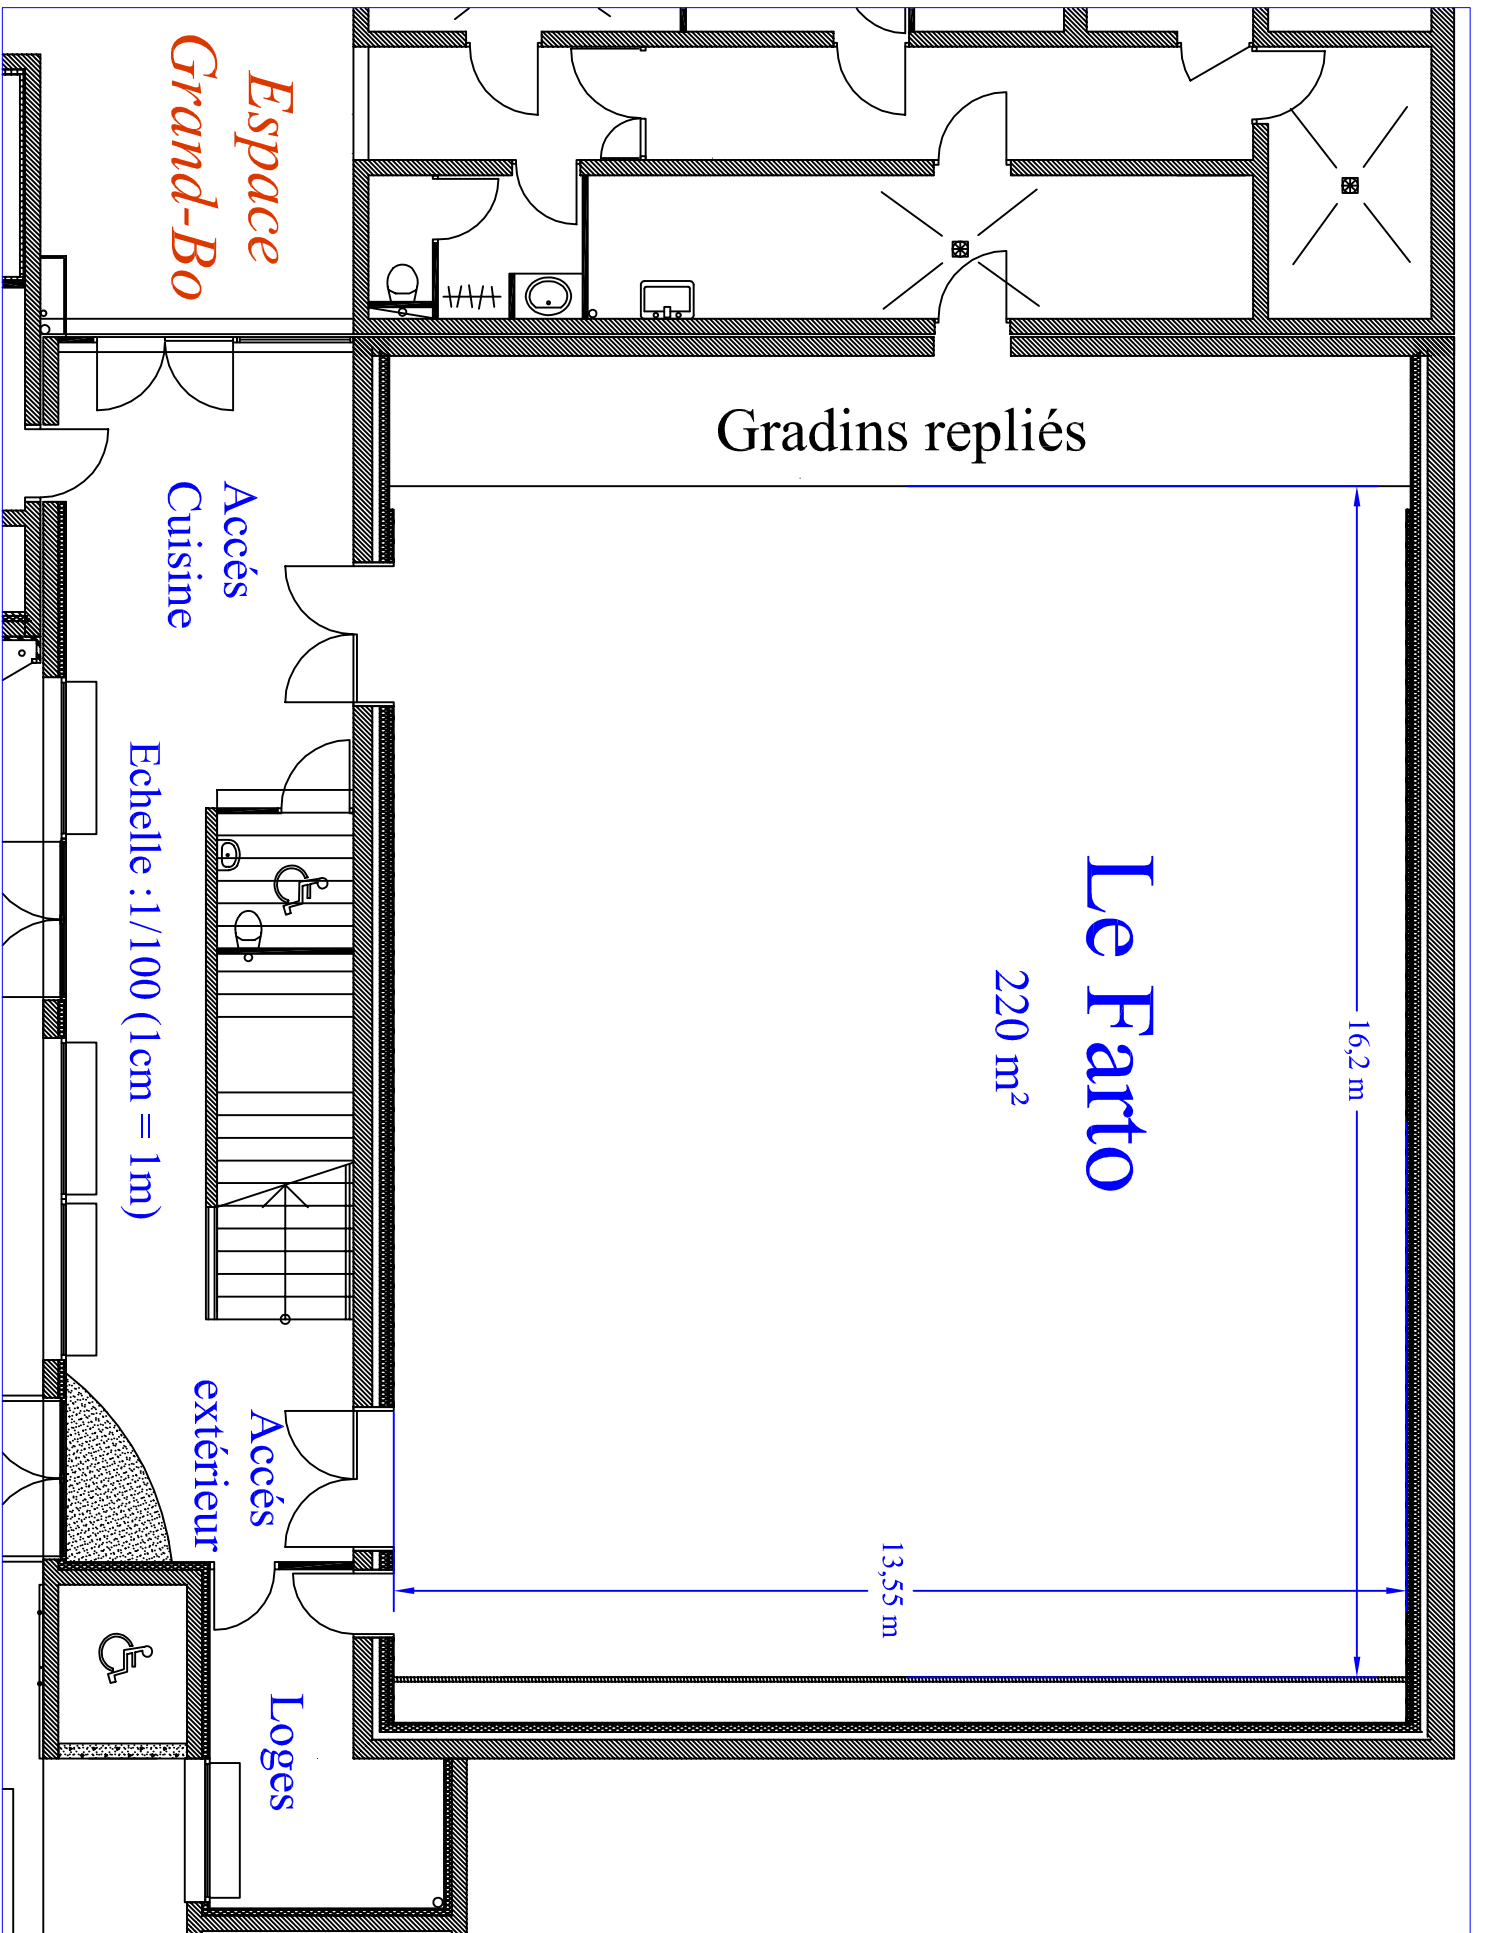 Espace
Grand-Bo
Gradins repliés
Accés
Cuisine
Le Farto
220 m²
16,2 m
Echelle :1/100 (1cm = 1m)
Accés
extérieur
13,55 m
Loges